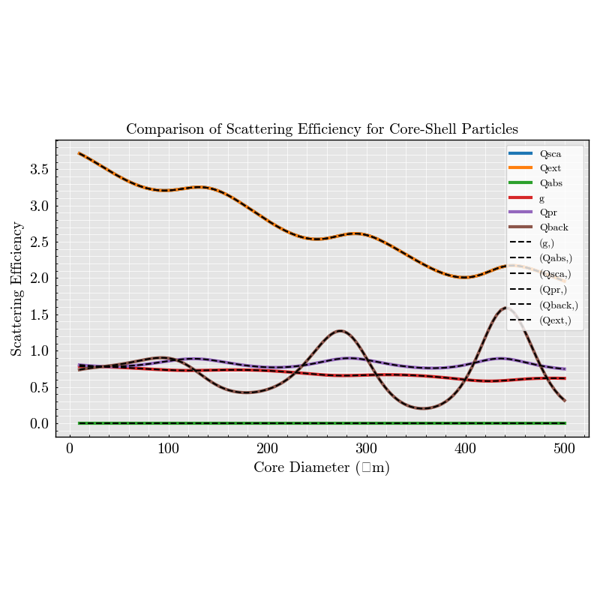 Comparison of Scattering Efficiency for Core-Shell Particles
Scattering Efficiency
3.5
3.0
2.5
2.0
1.5
1.0
0.5
0.0
0
100
200
300
400
500
Core Diameter (□m)
Qsca
Qext
Qabs
g
Qpr
Qback
(g,)
(Qabs,)
(Qsca,)
(Qpr,)
(Qback,)
(Qext,)